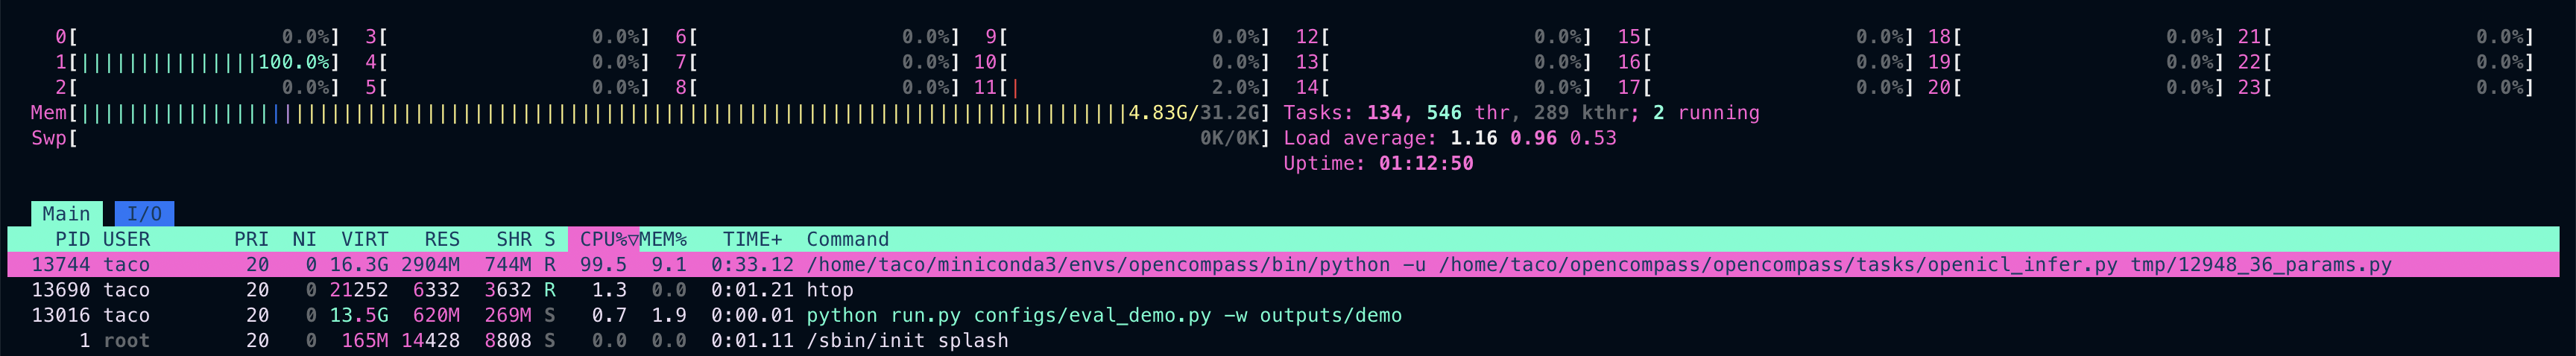 0[ 0.0%] 3[ 0.0%] 6[ 0.0%] 9[ 0.0%] 12[ 0.0%] 15[ 0.0%] 18[ 0.0%] 21[ 0.0%]
1[|||||||||||||||100.0%] 4[ 0.0%] 7[ 0.0%] 10[ 0.0%] 13[ 0.0%] 16[ 0.0%] 19[ 0.0%] 22[ 0.0%]
2[ 0.0%] 5[ 0.0%] 8[ 0.0%] 11[| 2.0%] 14[ 0.0%] 17[ 0.0%] 20[ 0.0%] 23[ 0.0%]
Mem[||||||||||||||||||||||||||||||||||||||||||||||||||||||||||||||||||||||||||||||||||||||||4.83G/31.2G] Tasks: 134, 546 thr, 289 kthr; 2 running
Swp[ 0K/0K] Load average: 1.16 0.96 0.53
Uptime: 01:12:50
Main I/O
PID USER PRI NI VIRT RES SHR S CPU%▽MEM% TIME+ Command
13744 taco 20 0 16.3G 2904M 744M R 99.5 9.1 0:33.12 /home/taco/miniconda3/envs/opencompass/bin/python -u /home/taco/opencompass/opencompass/tasks/openicl_infer.py tmp/12948_36_params.py
13690 taco 20 0 21252 6332 3632 R 1.3 0.0 0:01.21 htop
13016 taco 20 0 13.5G 620M 269M S 0.7 1.9 0:00.01 python run.py configs/eval_demo.py -w outputs/demo
1 root 20 0 165M 14428 8808 S 0.0 0.0 0:01.11 /sbin/init splash